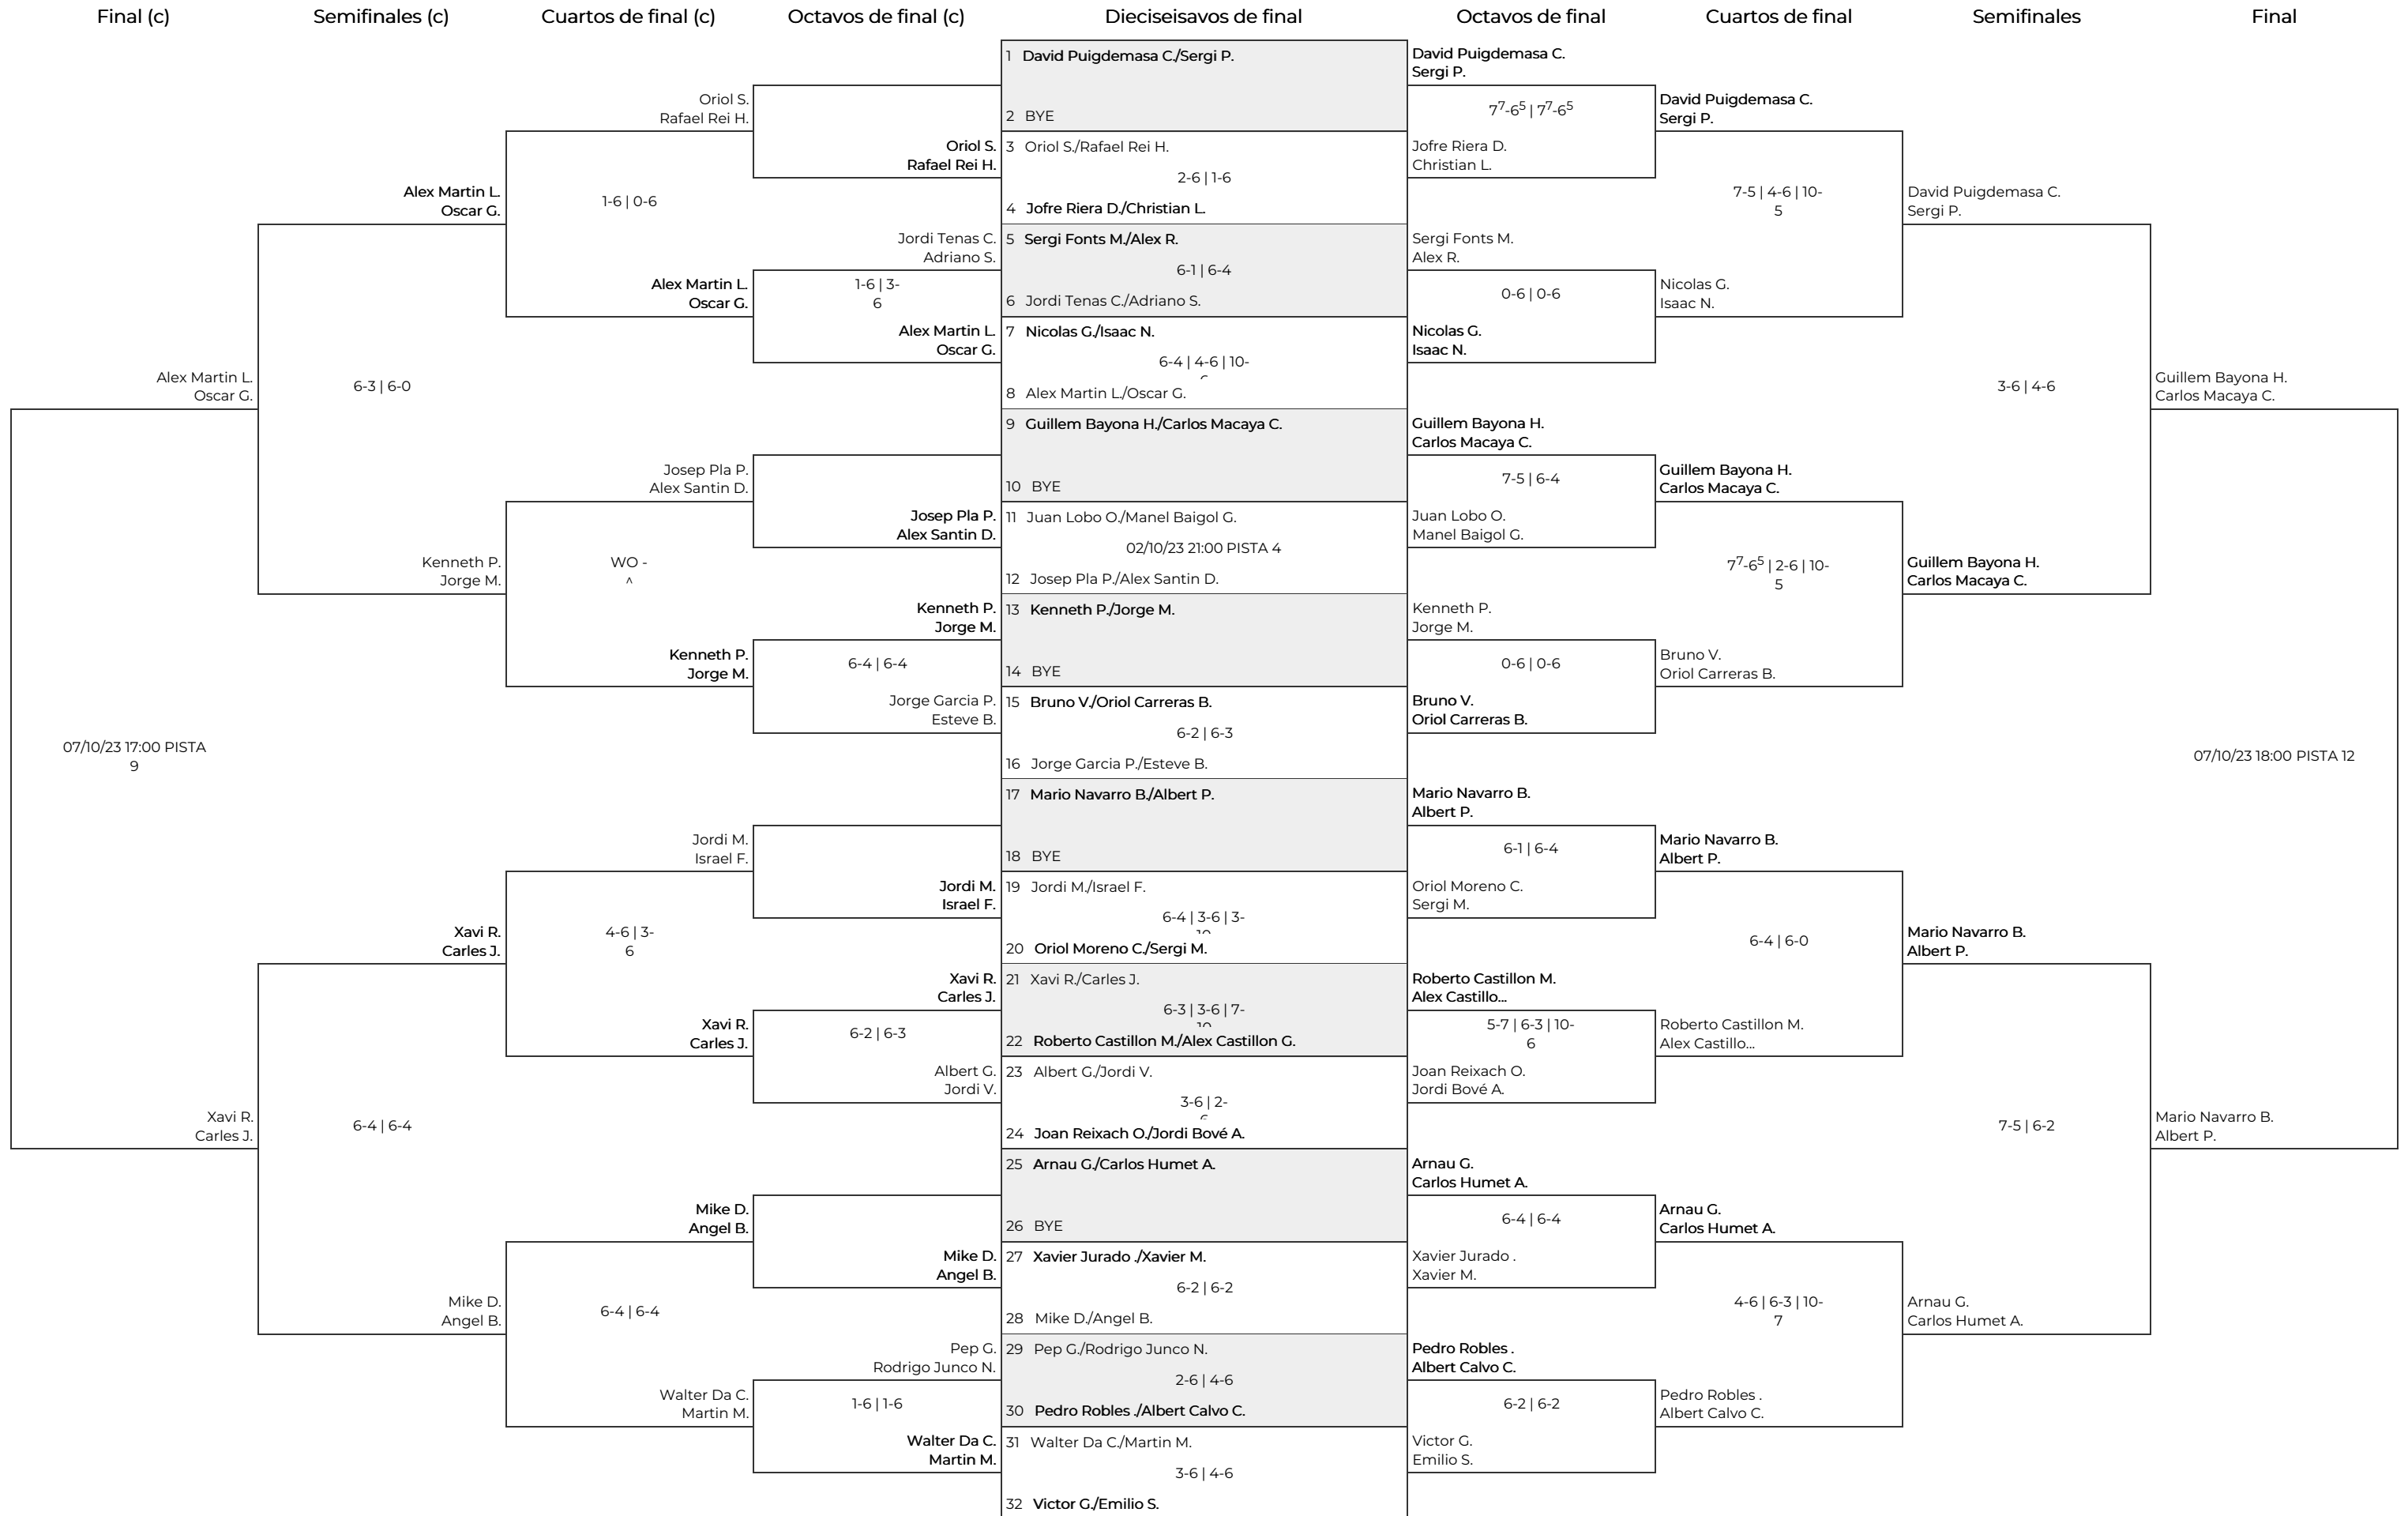 Final (c)
Semifinales (c)
Cuartos de final (c)
Octavos de final (c)
Dieciseisavos de final
Octavos de final
Cuartos de final
Semifinales
Final
Alex Martin L.
Oscar G.
07/10/23 17:00 PISTA
9
Xavi R.
Carles J.
Alex Martin L.
Oscar G.
6-3 | 6-0
Kenneth P.
Jorge M.
Xavi R.
Carles J.
6-4 | 6-4
Mike D.
Angel B.
Oriol S.
Rafael Rei H.
1-6 | 0-6
Alex Martin L.
Oscar G.
Josep Pla P.
Alex Santin D.
WO -
^
Kenneth P.
Jorge M.
Jordi M.
Israel F.
4-6 | 3-
6
Xavi R.
Carles J.
Mike D.
Angel B.
6-4 | 6-4
Walter Da C.
Martin M.
Oriol S.
Rafael Rei H.
Jordi Tenas C.
Adriano S.
1-6 | 3-
6
Alex Martin L.
Oscar G.
Josep Pla P.
Alex Santin D.
Kenneth P.
Jorge M.
6-4 | 6-4
Jorge Garcia P.
Esteve B.
Jordi M.
Israel F.
Xavi R.
Carles J.
6-2 | 6-3
Albert G.
Jordi V.
Mike D.
Angel B.
Pep G.
Rodrigo Junco N.
1-6 | 1-6
Walter Da C.
Martin M.
1 David Puigdemasa C./Sergi P.
2 BYE
3 Oriol S./Rafael Rei H.
2-6 | 1-6
4 Jofre Riera D./Christian L.
5 Sergi Fonts M./Alex R.
6-1 | 6-4
6 Jordi Tenas C./Adriano S.
7 Nicolas G./Isaac N.
6-4 | 4-6 | 10-
8 Alex Martin L./Oscar G.
9 Guillem Bayona H./Carlos Macaya C.
10 BYE
11 Juan Lobo O./Manel Baigol G.
02/10/23 21:00 PISTA 4
12 Josep Pla P./Alex Santin D.
13 Kenneth P./Jorge M.
14 BYE
15 Bruno V./Oriol Carreras B.
6-2 | 6-3
16 Jorge Garcia P./Esteve B.
17 Mario Navarro B./Albert P.
18 BYE
19 Jordi M./Israel F.
6-4 | 3-6 | 3-
20 Oriol Moreno C./Sergi M.
21 Xavi R./Carles J.
6-3 | 3-6 | 7-
22 Roberto Castillon M./Alex Castillon G.
23 Albert G./Jordi V.
3-6 | 2-
24 Joan Reixach O./Jordi Bové A.
25 Arnau G./Carlos Humet A.
26 BYE
27 Xavier Jurado ./Xavier M.
6-2 | 6-2
28 Mike D./Angel B.
29 Pep G./Rodrigo Junco N.
2-6 | 4-6
30 Pedro Robles ./Albert Calvo C.
31 Walter Da C./Martin M.
3-6 | 4-6
32 Victor G./Emilio S.
David Puigdemasa C.
Sergi P.
7⁷-6⁵ | 7⁷-6⁵
Jofre Riera D.
Christian L.
Sergi Fonts M.
Alex R.
0-6 | 0-6
Nicolas G.
Isaac N.
Guillem Bayona H.
Carlos Macaya C.
7-5 | 6-4
Juan Lobo O.
Manel Baigol G.
Kenneth P.
Jorge M.
0-6 | 0-6
Bruno V.
Oriol Carreras B.
Mario Navarro B.
Albert P.
6-1 | 6-4
Oriol Moreno C.
Sergi M.
Roberto Castillon M.
Alex Castillo...
5-7 | 6-3 | 10-
6
Joan Reixach O.
Jordi Bové A.
Arnau G.
Carlos Humet A.
6-4 | 6-4
Xavier Jurado .
Xavier M.
Pedro Robles .
Albert Calvo C.
6-2 | 6-2
Victor G.
Emilio S.
David Puigdemasa C.
Sergi P.
7-5 | 4-6 | 10-
5
Nicolas G.
Isaac N.
Guillem Bayona H.
Carlos Macaya C.
7⁷-6⁵ | 2-6 | 10-
5
Bruno V.
Oriol Carreras B.
Mario Navarro B.
Albert P.
6-4 | 6-0
Roberto Castillon M.
Alex Castillo...
Arnau G.
Carlos Humet A.
4-6 | 6-3 | 10-
7
Pedro Robles .
Albert Calvo C.
David Puigdemasa C.
Sergi P.
3-6 | 4-6
Guillem Bayona H.
Carlos Macaya C.
Mario Navarro B.
Albert P.
7-5 | 6-2
Arnau G.
Carlos Humet A.
Guillem Bayona H.
Carlos Macaya C.
07/10/23 18:00 PISTA 12
Mario Navarro B.
Albert P.